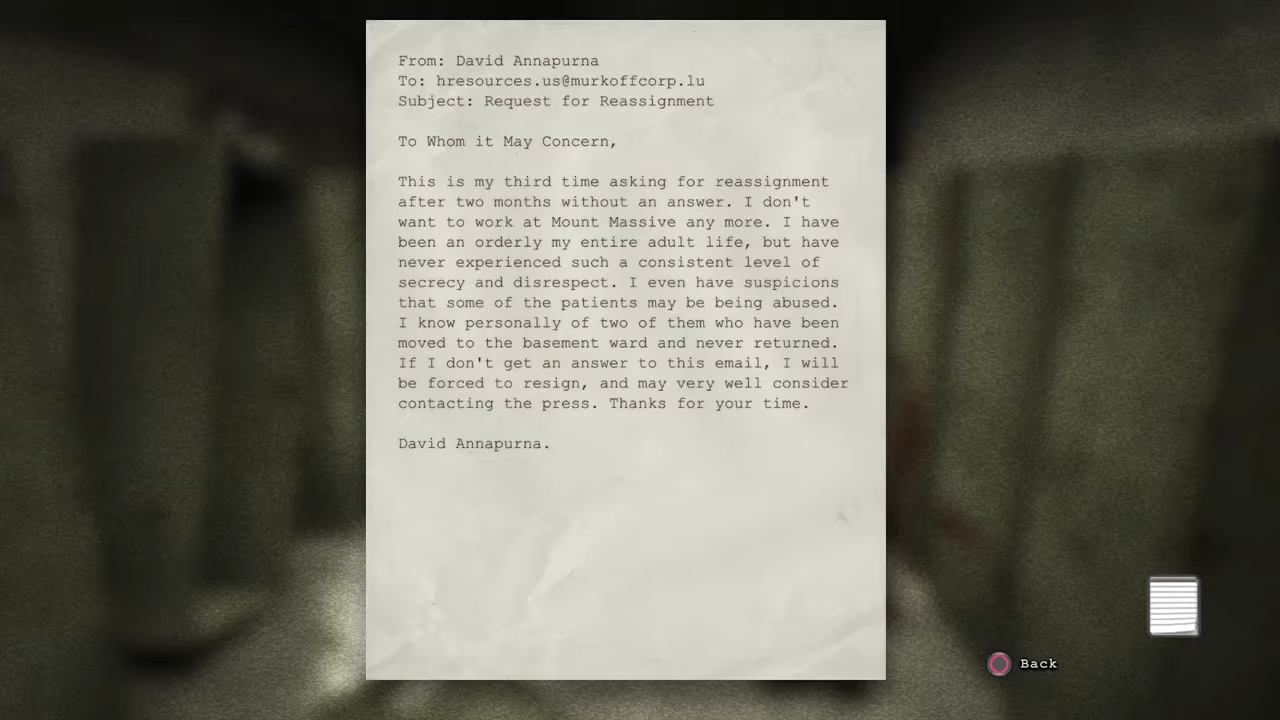 From: David Annapurna
To: hresources.us@murkoffcorp.lu
Subject: Request for Reassignment
To Whom it May Concern,
This is my third time asking for reassignment
after two months without an answer. I don't
want to work at Mount Massive any more. I have
been an orderly my entire adult life, but have
never experienced such a consistent level of
secrecy and disrespect. I even have suspicions
that some of the patients may be being abused.
I know personally of two of them who have been
moved to the basement ward and never returned.
If I don't get an answer to this email, I will
be forced to resign, and may very well consider
contacting the press. Thanks for your time.
David Annapurna.
Back